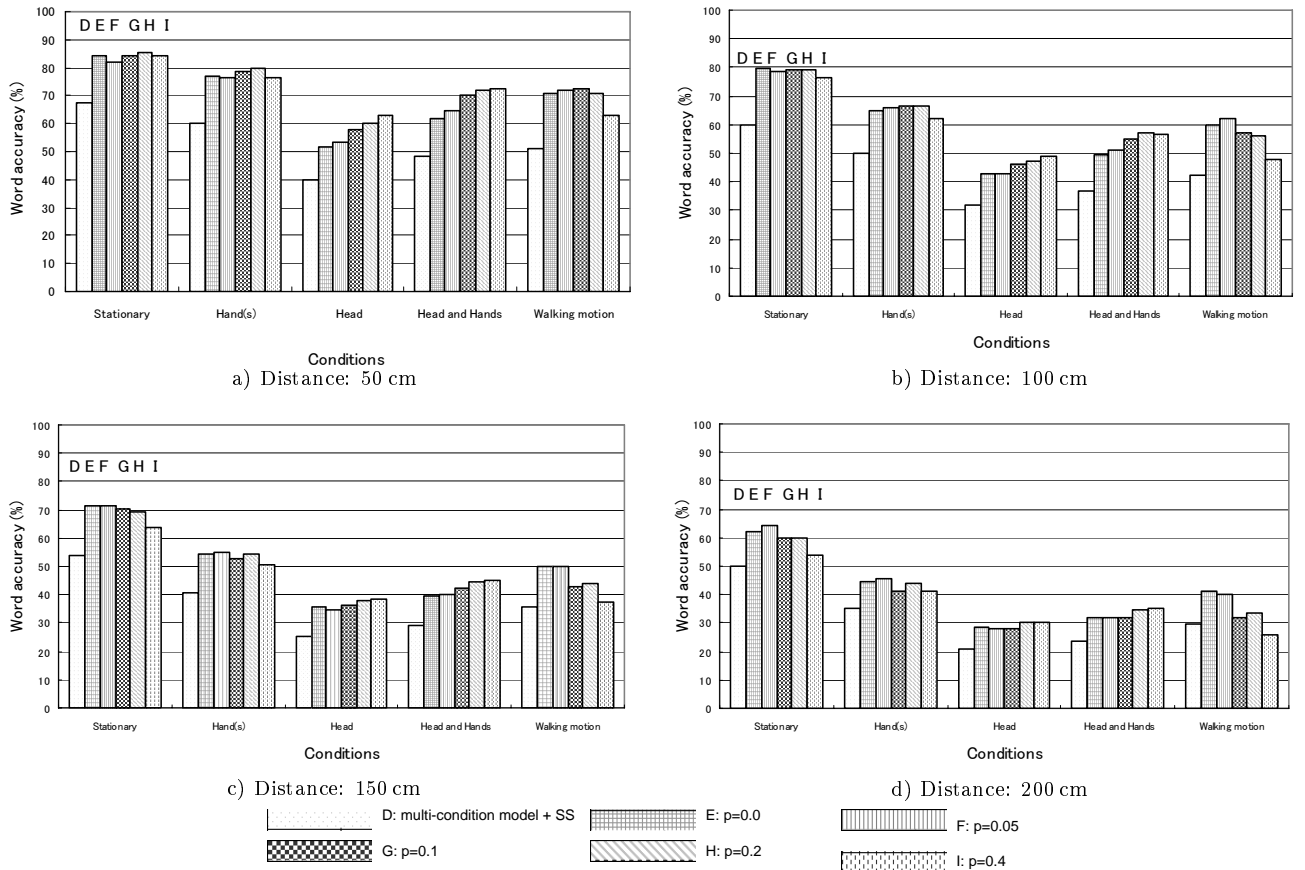 100
90
80
70
60
50
40
30
20
10
0
Word accuracy (%)
D E F G H I
Stationary Hand(s) Head Head and Hands Walking motion
Conditions
a) Distance: 50 cm
100
90
80
70
60
50
40
30
20
10
0
Word accuracy (%)
D E F G H I
Stationary Hand(s) Head Head and Hands Walking motion
Conditions
b) Distance: 100 cm
100
90
80
70
60
50
40
30
20
10
0
Word accuracy (%)
D E F G H I
Stationary Hand(s) Head Head and Hands Walking motion
Conditions
c) Distance: 150 cm
100
90
80
70
60
50
40
30
20
10
0
Word accuracy (%)
D E F G H I
Stationary Hand(s) Head Head and Hands Walking motion
Conditions
d) Distance: 200 cm
D: multi-condition model + SS E: p=0.0 F: p=0.05
G: p=0.1 H: p=0.2 I: p=0.4